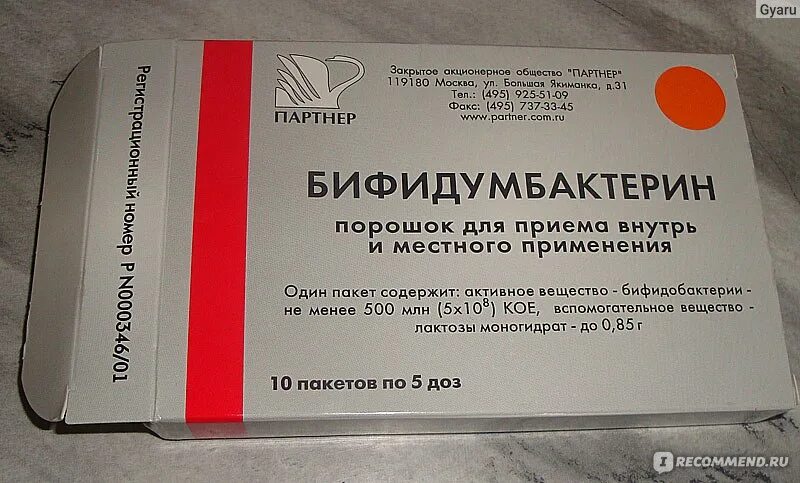 Gyaru
Регистрационный номер Р N000346/01
ПАРТНЕР
Закрытое акционерное общество "ПАРТНЕР"
119180 Москва, ул. Большая Якиманка, д.31
Тел.: (495) 925-51-09
Факс: (495) 737-33-45
www.partner.com.ru
БИФИДУМБАКТЕРИН
порошок для приема внутрь
и местного применения
Один пакет содержит: активное вещество - бифидобактерии -
не менее 500 млн (5х10⁸) КОЕ, вспомогательное вещество -
лактозы моногидрат - до 0,85 г
10 пакетов по 5 доз
IRECOMMEND.RU